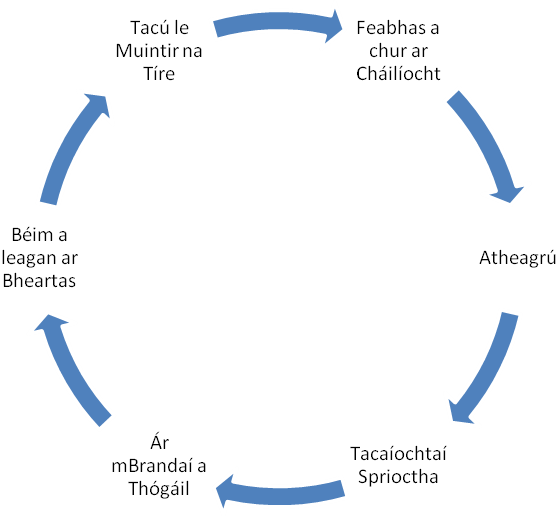 Tacú le
Muintir na
Tíre
Feabhas a
chur ar
Cháilíocht
Atheagrú
Tacaíochtaí
Sprioctha
Ár
mBrandaí a
Thógáil
Béim a
leagan ar
Bheartas